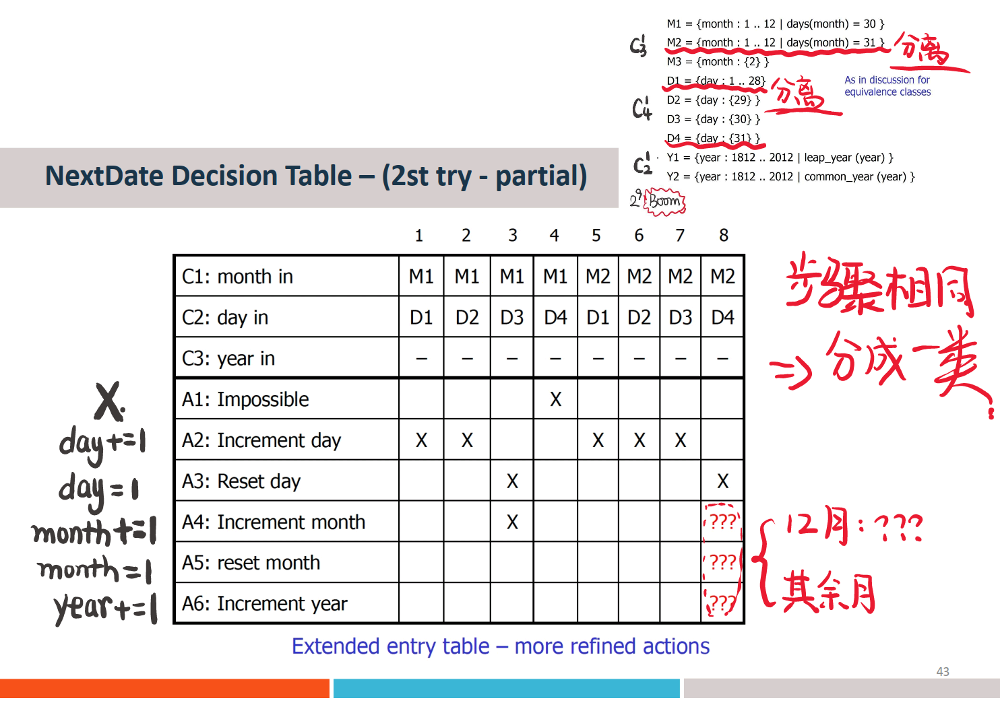 M1 = {month : 1 .. 12 | days(month) = 30 }
C¹3
M2 = {month : 1 .. 12 | days(month) = 31 }
分离
M3 = {month : {2} }
D1 = {day : 1 .. 28}
分离
As in discussion for
equivalence classes
C¹4
D2 = {day : {29} }
D3 = {day : {30} }
D4 = {day : {31} }
C¹2
Y1 = {year : 1812 .. 2012 | leap_year (year) }
Y2 = {year : 1812 .. 2012 | common_year (year) }
2⁹ Boom
NextDate Decision Table – (2st try - partial)
1 2 3 4 5 6 7 8
C1: month in M1 M1 M1 M1 M2 M2 M2 M2
C2: day in D1 D2 D3 D4 D1 D2 D3 D4
C3: year in – – – – – – – –
A1: Impossible X
A2: Increment day X X X X X
A3: Reset day X X
A4: Increment month X ???
A5: reset month ???
A6: Increment year ???
步骤相同
⇒ 分成一类
X.
day+=1
day=1
month+=1
month=1
year+=1
12月: ???
其余月
Extended entry table – more refined actions
43